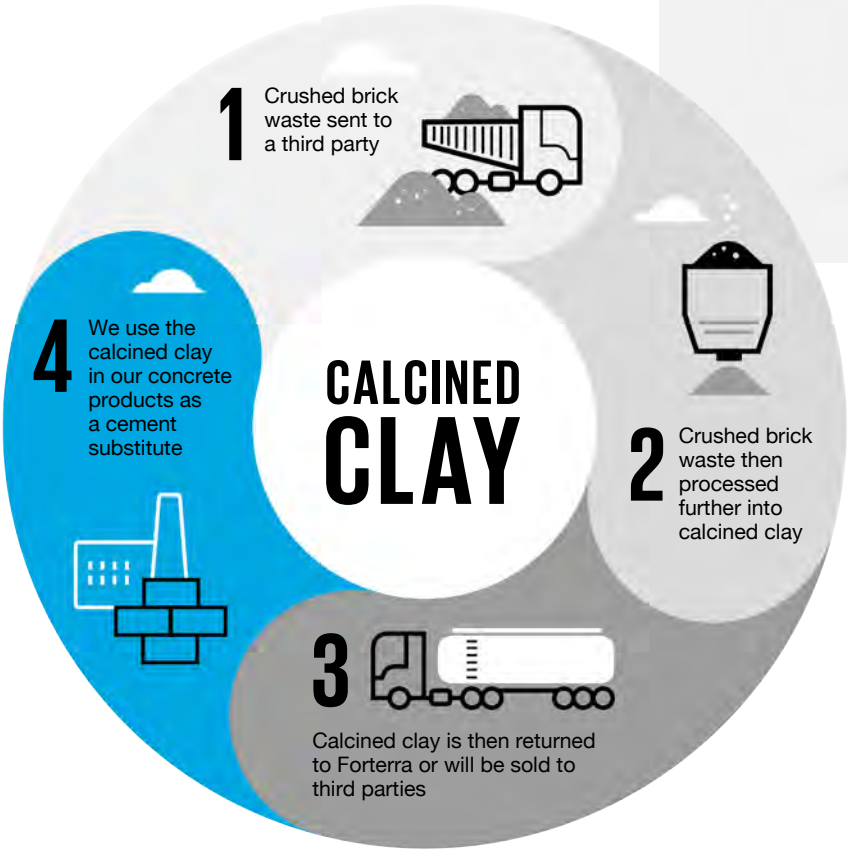 1
Crushed brick
waste sent to
a third party
2
Crushed brick
waste then
processed
further into
calcined clay
3
Calcined clay is then returned
to Forterra or will be sold to
third parties
4
We use the
calcined clay
in our concrete
products as
a cement
substitute
CALCINED
CLAY